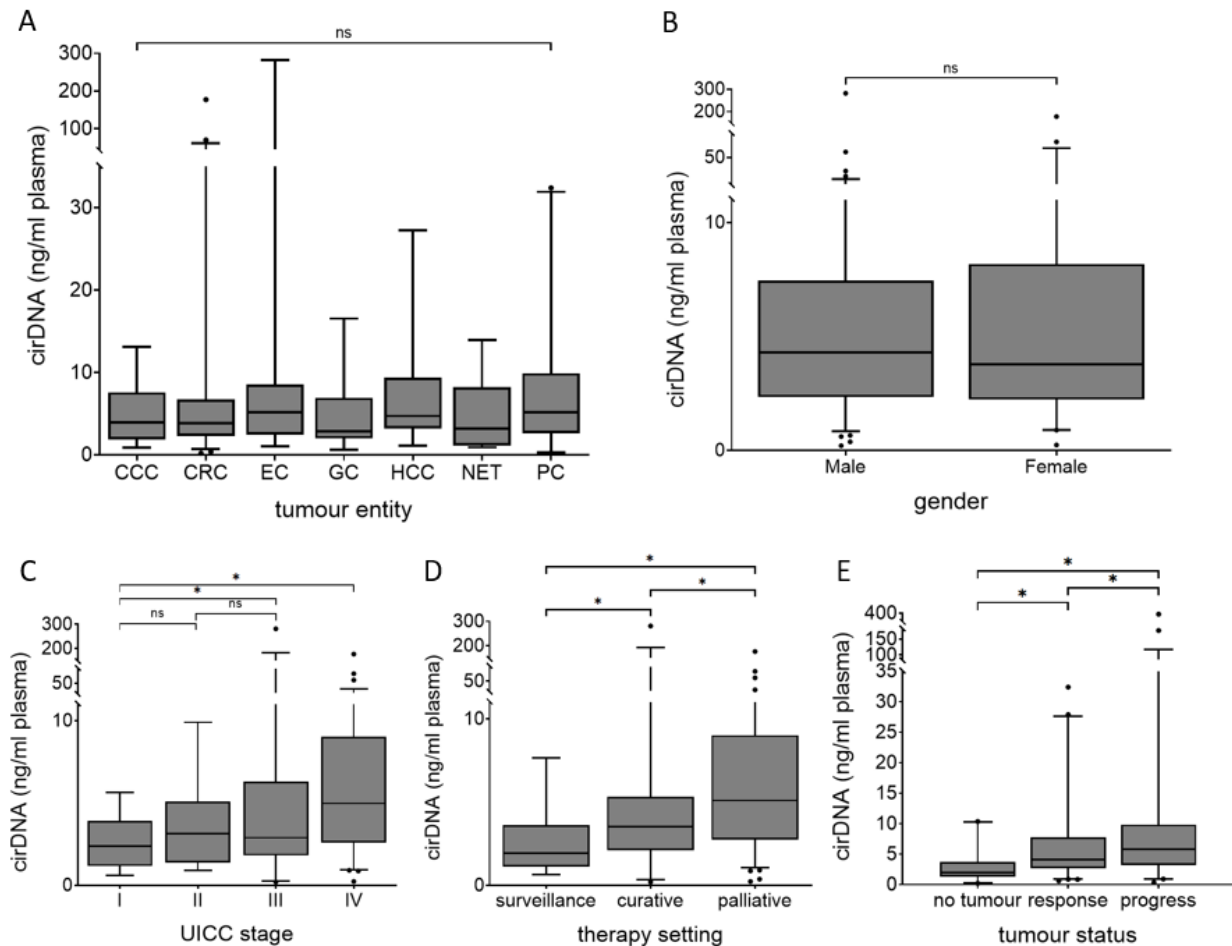 A
ns
300
200
100
30
20
10
0
cirDNA (ng/ml plasma)
CCC CRC EC GC HCC NET PC
tumour entity
B
ns
300
200
50
10
0
cirDNA (ng/ml plasma)
Male Female
gender
C
*
*
ns ns
300
200
50
10
0
cirDNA (ng/ml plasma)
I II III IV
UICC stage
D
*
* *
300
200
50
10
0
cirDNA (ng/ml plasma)
surveillance curative palliative
therapy setting
E
*
* *
400
150
100
35
30
25
20
15
10
5
0
cirDNA (ng/ml plasma)
no tumour response progress
tumour status